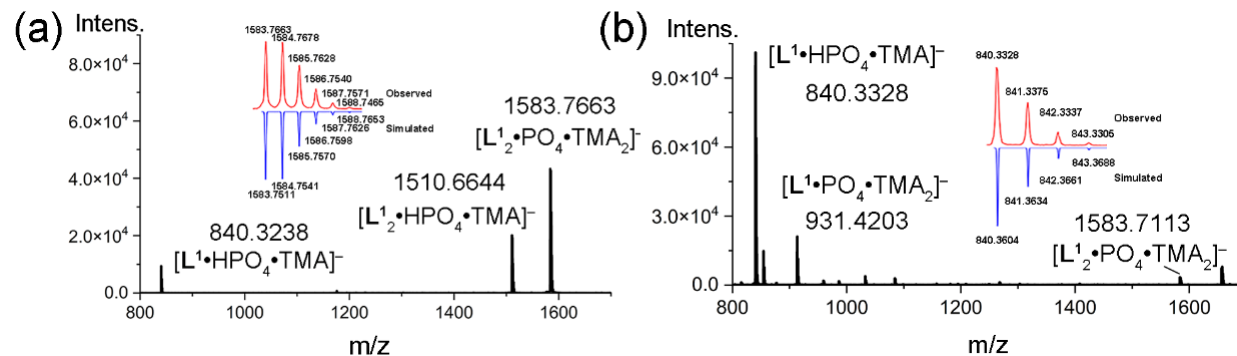 (a)
Intens.
8.0×10⁴
6.0×10⁴
4.0×10⁴
2.0×10⁴
0.0
1583.7663
1584.7678
1585.7628
1586.7540
1587.7571
1588.7465
Observed
1588.7653
1587.7626
Simulated
1586.7598
1585.7570
1584.7541
1583.7511
1583.7663
[L¹₂•PO₄•TMA₂]⁻
1510.6644
[L¹₂•HPO₄•TMA]⁻
840.3238
[L¹•HPO₄•TMA]⁻
800 1000 1200 1400 1600
m/z
(b)
Intens.
9.0×10⁴
6.0×10⁴
3.0×10⁴
0.0
[L¹•HPO₄•TMA]⁻
840.3328
[L¹•PO₄•TMA₂]⁻
931.4203
840.3328
841.3375
842.3337
843.3305
Observed
843.3688
Simulated
842.3661
841.3634
840.3604
1583.7113
[L¹₂•PO₄•TMA₂]⁻
800 1000 1200 1400 1600
m/z